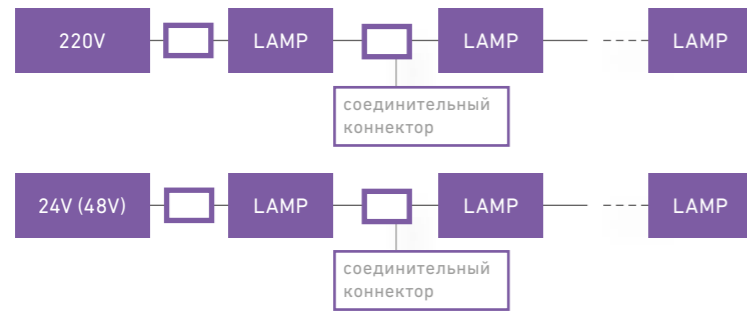 220V LAMP LAMP LAMP
соединительный
коннектор
24V (48V) LAMP LAMP LAMP
соединительный
коннектор